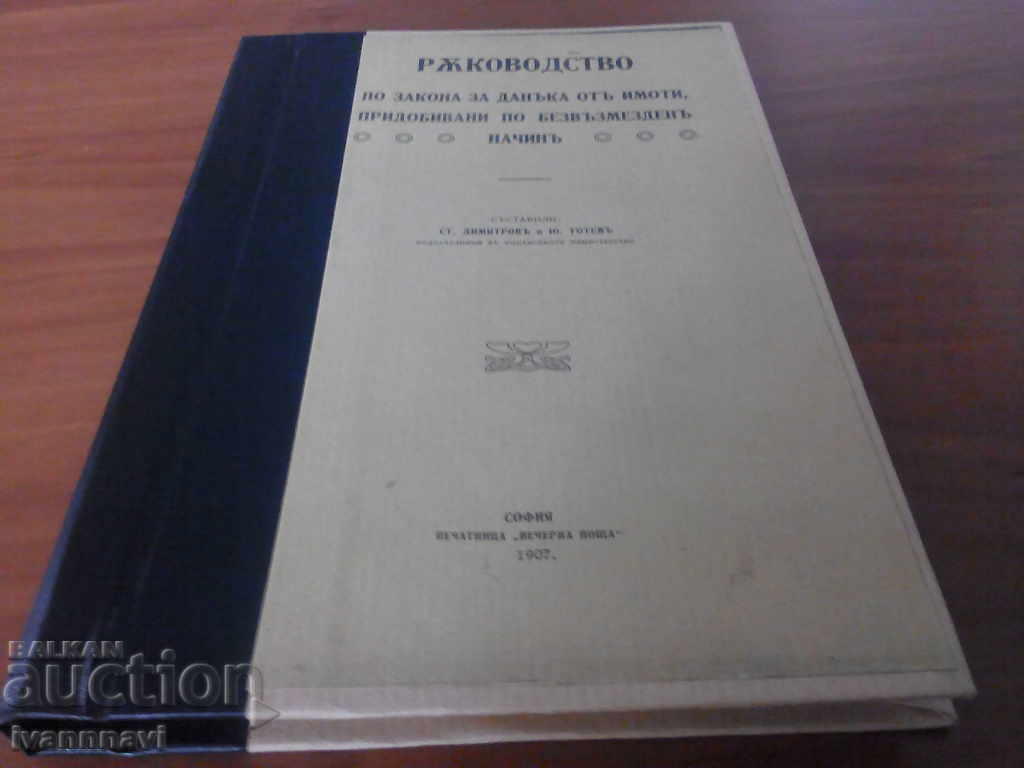 РѪКОВОДСТВО
ПО ЗАКОНА ЗА ДАНЪКА ОТЪ ИМОТИ,
ПРИДОБИВАНИ ПО БЕЗВЪЗМЕЗДЕНЪ
НАЧИНЪ
СЪСТАВИЛИ:
СТ. ДИМИТРОВЪ и Ю. ТОТЕВЪ
СОФИЯ
ПЕЧАТНИЦА „ВЕЧЕРНА ПОЩА“
1907.
BALKAN
auction
ivannnavi